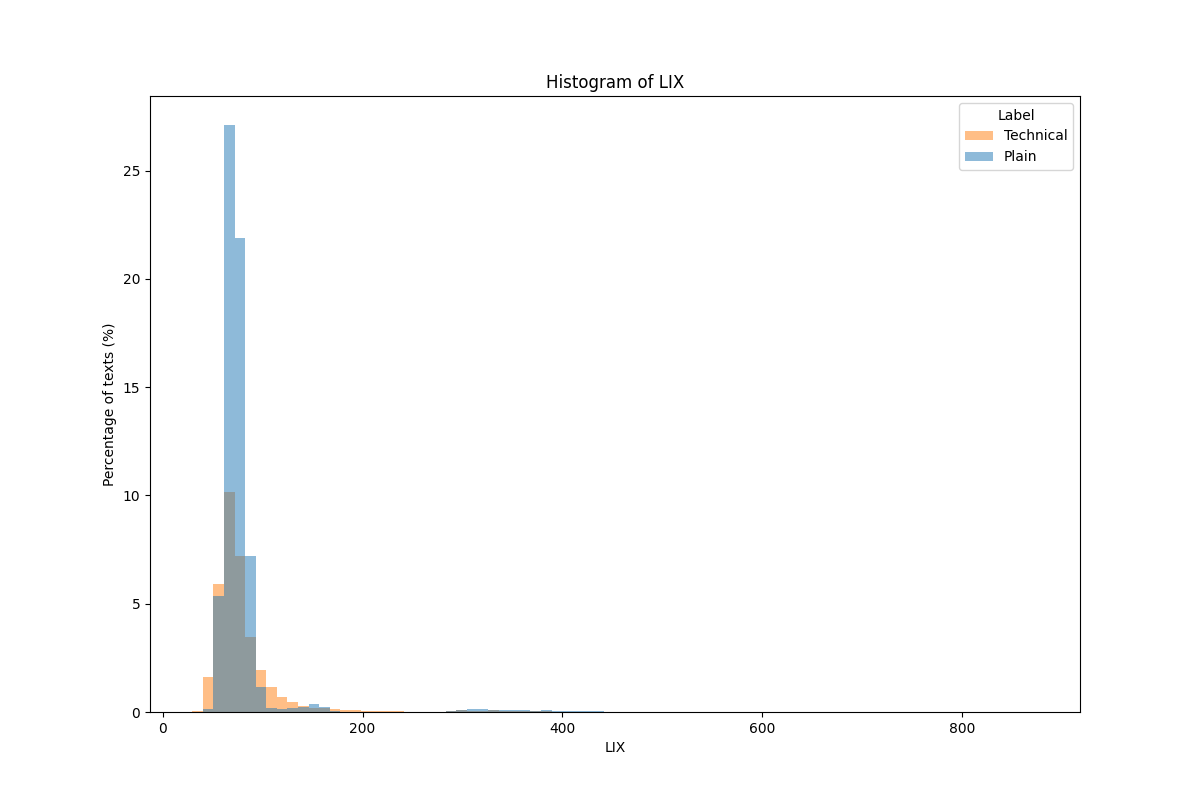 Histogram of LIX
Label
Technical
Plain
25
20
15
10
5
0
Percentage of texts (%)
0 200 400 600 800
LIX